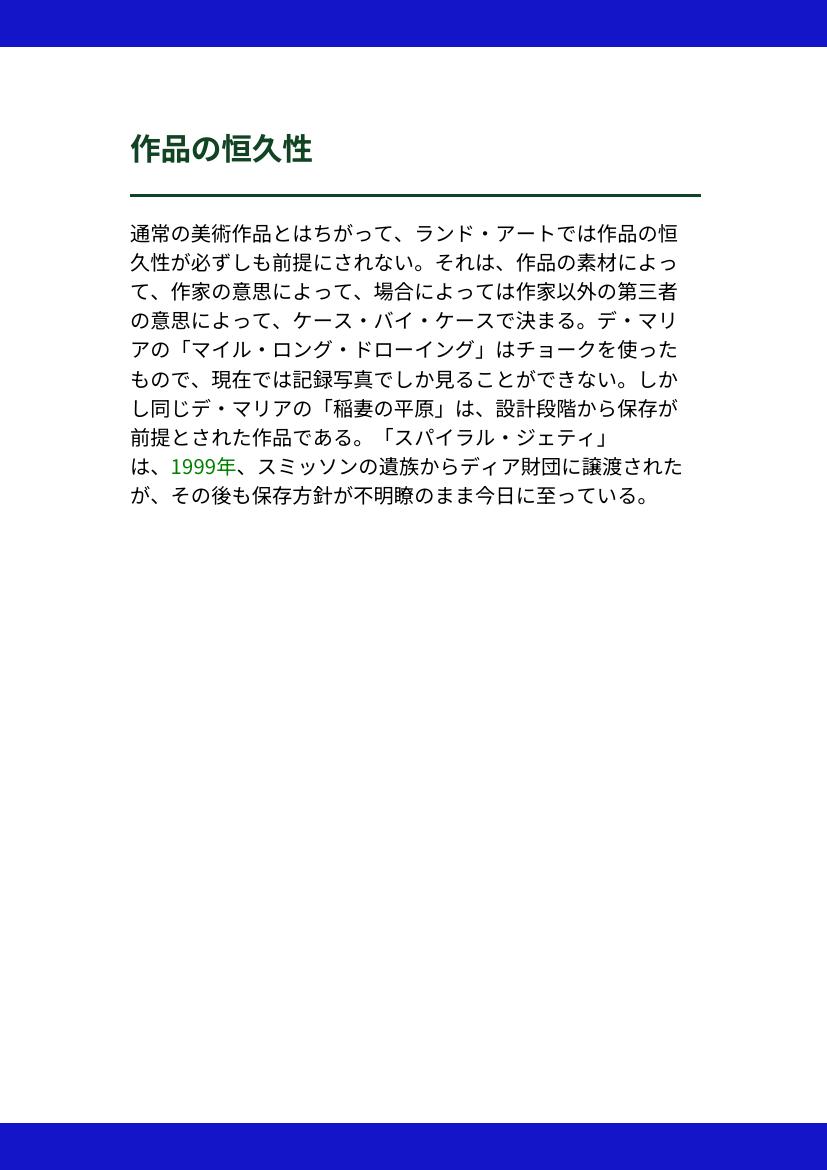 作品の恒久性
通常の美術作品とはちがって、ランド・アートでは作品の恒
久性が必ずしも前提にされない。それは、作品の素材によっ
て、作家の意思によって、場合によっては作家以外の第三者
の意思によって、ケース・バイ・ケースで決まる。デ・マリ
アの「マイル・ロング・ドローイング」はチョークを使った
もので、現在では記録写真でしか見ることができない。しか
し同じデ・マリアの「稲妻の平原」は、設計段階から保存が
前提とされた作品である。「スパイラル・ジェティ」
は、1999年、スミッソンの遺族からディア財団に譲渡された
が、その後も保存方針が不明瞭のまま今日に至っている。